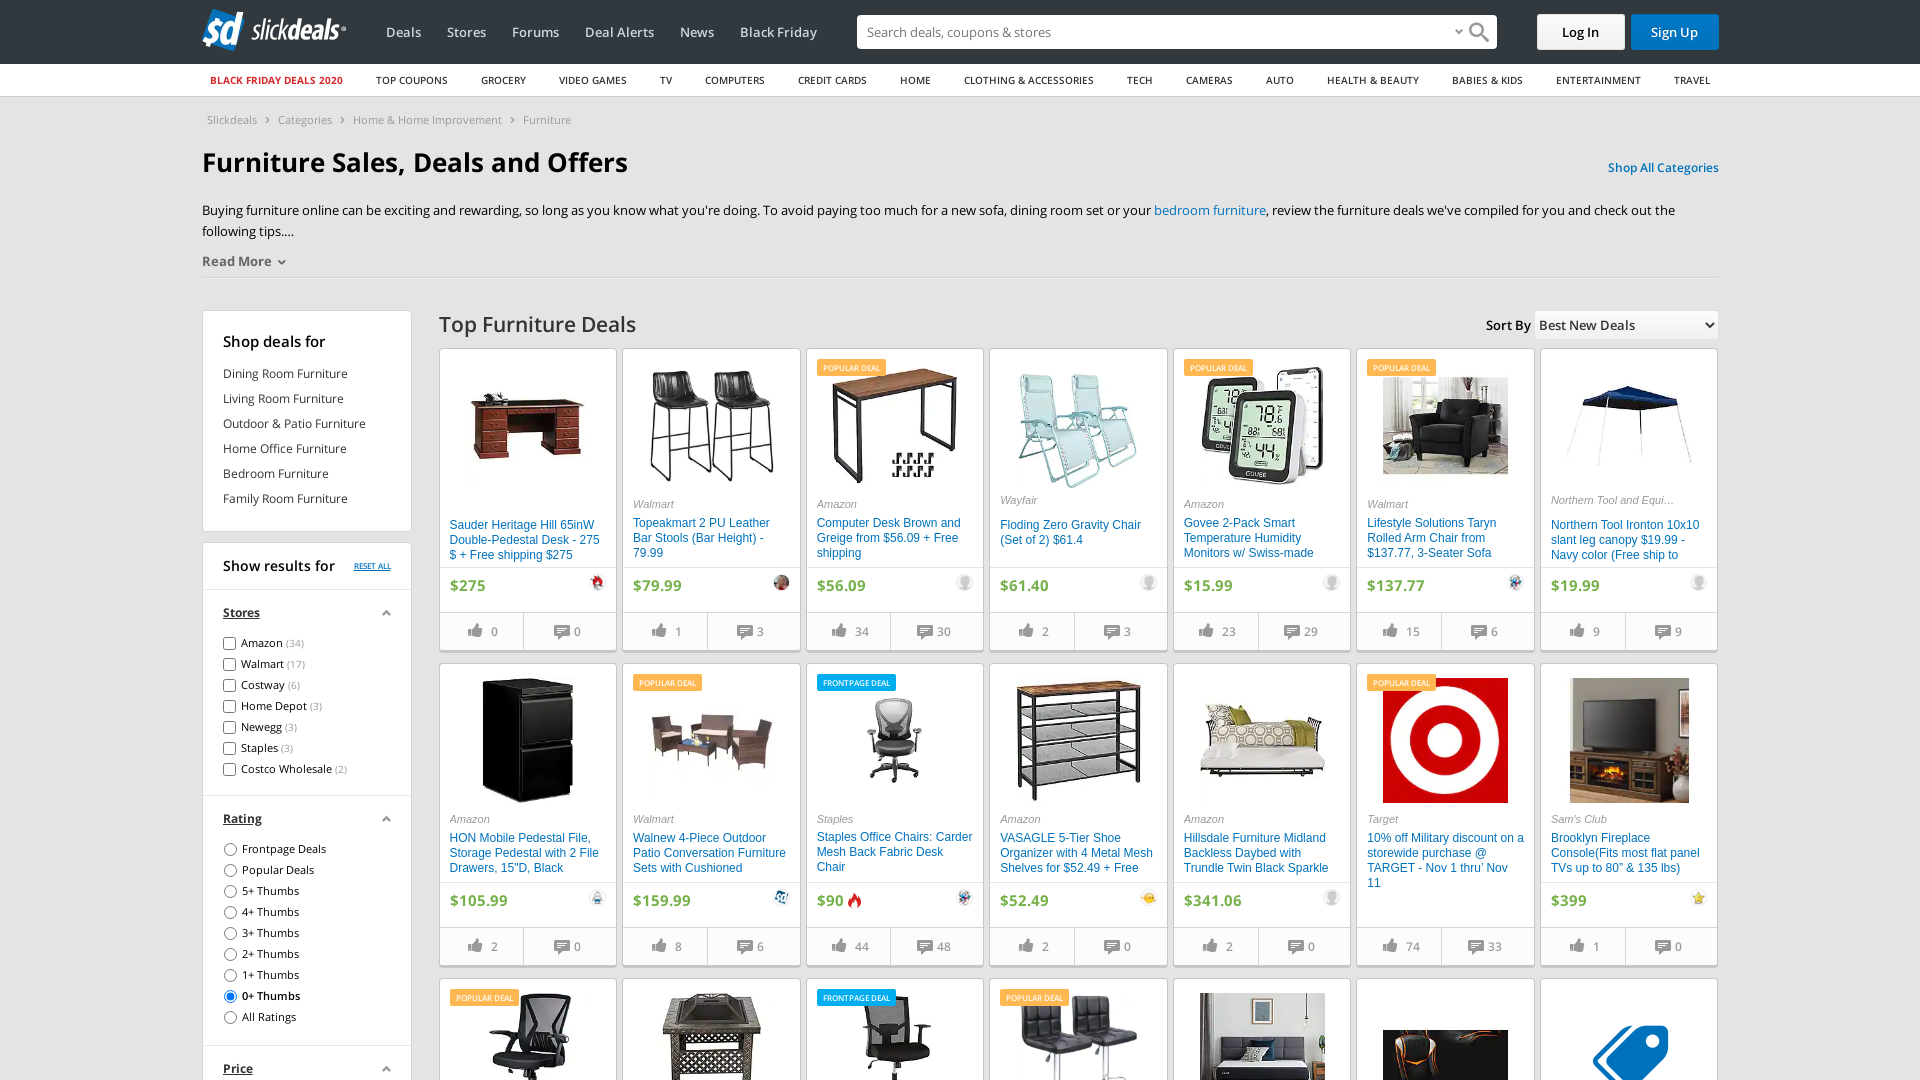 sd slickdeals
Deals
Stores
Forums
Deal Alerts
News
Black Friday
Search deals, coupons & stores
Log In
Sign Up
BLACK FRIDAY DEALS 2020
TOP COUPONS
GROCERY
VIDEO GAMES
TV
COMPUTERS
CREDIT CARDS
HOME
CLOTHING & ACCESSORIES
TECH
CAMERAS
AUTO
HEALTH & BEAUTY
BABIES & KIDS
ENTERTAINMENT
TRAVEL
Slickdeals > Categories > Home & Home Improvement > Furniture
Furniture Sales, Deals and Offers
Shop All Categories
Buying furniture online can be exciting and rewarding, so long as you know what you're doing. To avoid paying too much for a new sofa, dining room set or your bedroom furniture, review the furniture deals we've compiled for you and check out the
following tips....
Read More
Shop deals for
Dining Room Furniture
Living Room Furniture
Outdoor & Patio Furniture
Home Office Furniture
Bedroom Furniture
Family Room Furniture
Show results for
RESET ALL
Stores
Amazon (34)
Walmart (17)
Costway (6)
Home Depot (3)
Newegg (3)
Staples (3)
Costco Wholesale (2)
Rating
Frontpage Deals
Popular Deals
5+ Thumbs
4+ Thumbs
3+ Thumbs
2+ Thumbs
1+ Thumbs
0+ Thumbs
All Ratings
Price
Top Furniture Deals
Sort By
Best New Deals
Sauder Heritage Hill 65inW
Double-Pedestal Desk - 275
$ + Free shipping $275
$275
0
0
Walmart
Topeakmart 2 PU Leather
Bar Stools (Bar Height) -
79.99
$79.99
1
3
POPULAR DEAL
Amazon
Computer Desk Brown and
Greige from $56.09 + Free
shipping
$56.09
34
30
Wayfair
Floding Zero Gravity Chair
(Set of 2) $61.4
$61.40
2
3
POPULAR DEAL
Amazon
Govee 2-Pack Smart
Temperature Humidity
Monitors w/ Swiss-made
$15.99
23
29
POPULAR DEAL
Walmart
Lifestyle Solutions Taryn
Rolled Arm Chair from
$137.77, 3-Seater Sofa
$137.77
15
6
Northern Tool and Equi…
Northern Tool Ironton 10x10
slant leg canopy $19.99 -
Navy color (Free ship to
$19.99
9
9
Amazon
HON Mobile Pedestal File,
Storage Pedestal with 2 File
Drawers, 15"D, Black
$105.99
2
0
POPULAR DEAL
Walmart
Walnew 4-Piece Outdoor
Patio Conversation Furniture
Sets with Cushioned
$159.99
8
6
FRONTPAGE DEAL
Staples
Staples Office Chairs: Carder
Mesh Back Fabric Desk
Chair
$90
44
48
Amazon
VASAGLE 5-Tier Shoe
Organizer with 4 Metal Mesh
Shelves for $52.49 + Free
$52.49
2
0
Amazon
Hillsdale Furniture Midland
Backless Daybed with
Trundle Twin Black Sparkle
$341.06
2
0
POPULAR DEAL
Target
10% off Military discount on a
storewide purchase @
TARGET - Nov 1 thru' Nov
11
74
33
Sam's Club
Brooklyn Fireplace
Console(Fits most flat panel
TVs up to 80" & 135 lbs)
$399
1
0
POPULAR DEAL
FRONTPAGE DEAL
POPULAR DEAL